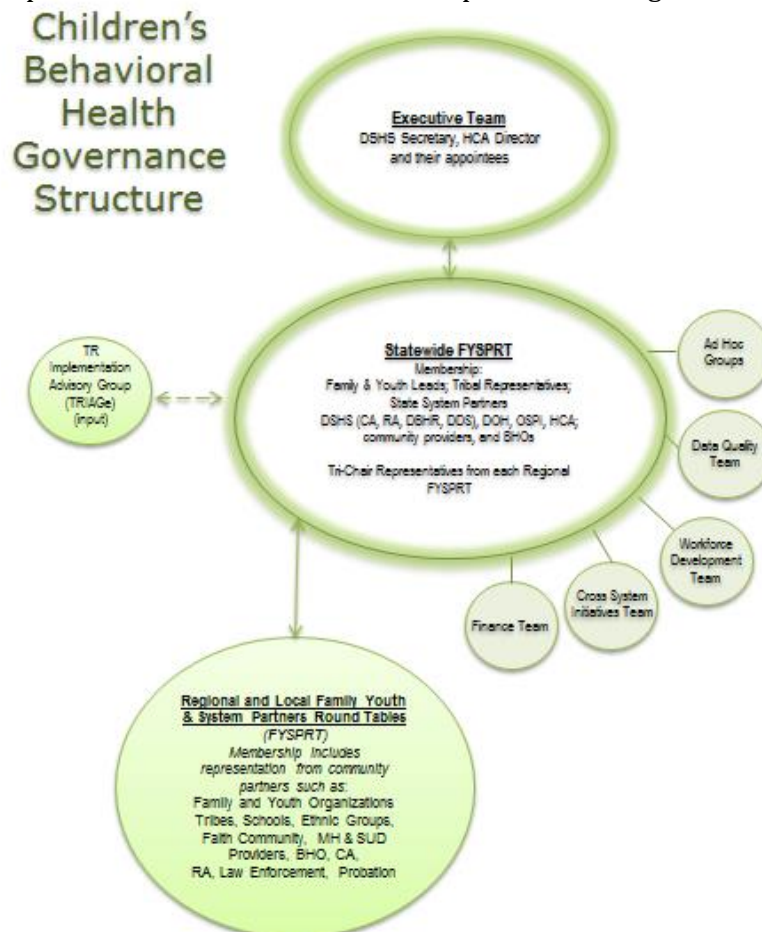 Children's
Behavioral
Health
Governance
Structure
Executive Team
DSHS Secretary, HCA Director
and their appointees
TR
Implementation
Advisory Group
(TRIAGe)
(input)
Statewide FYSPRT
Membership:
Family & Youth Leads; Tribal Representatives;
State System Partners
DSHS (CA, RA, DBHR, DDS), DOH, OSPI, HCA;
community providers, and BHOs
Tri-Chair Representatives from each Regional
FYSPRT
Ad Hoc
Groups
Data Quality
Team
Workforce
Development
Team
Cross System
Initiatives Team
Finance Team
Regional and Local Family Youth
& System Partners Round Tables
(FYSPRT)
Membership includes
representation from community
partners such as:
Family and Youth Organizations
Tribes, Schools, Ethnic Groups,
Faith Community, MH & SUD
Providers, BHO, CA,
RA, Law Enforcement, Probation